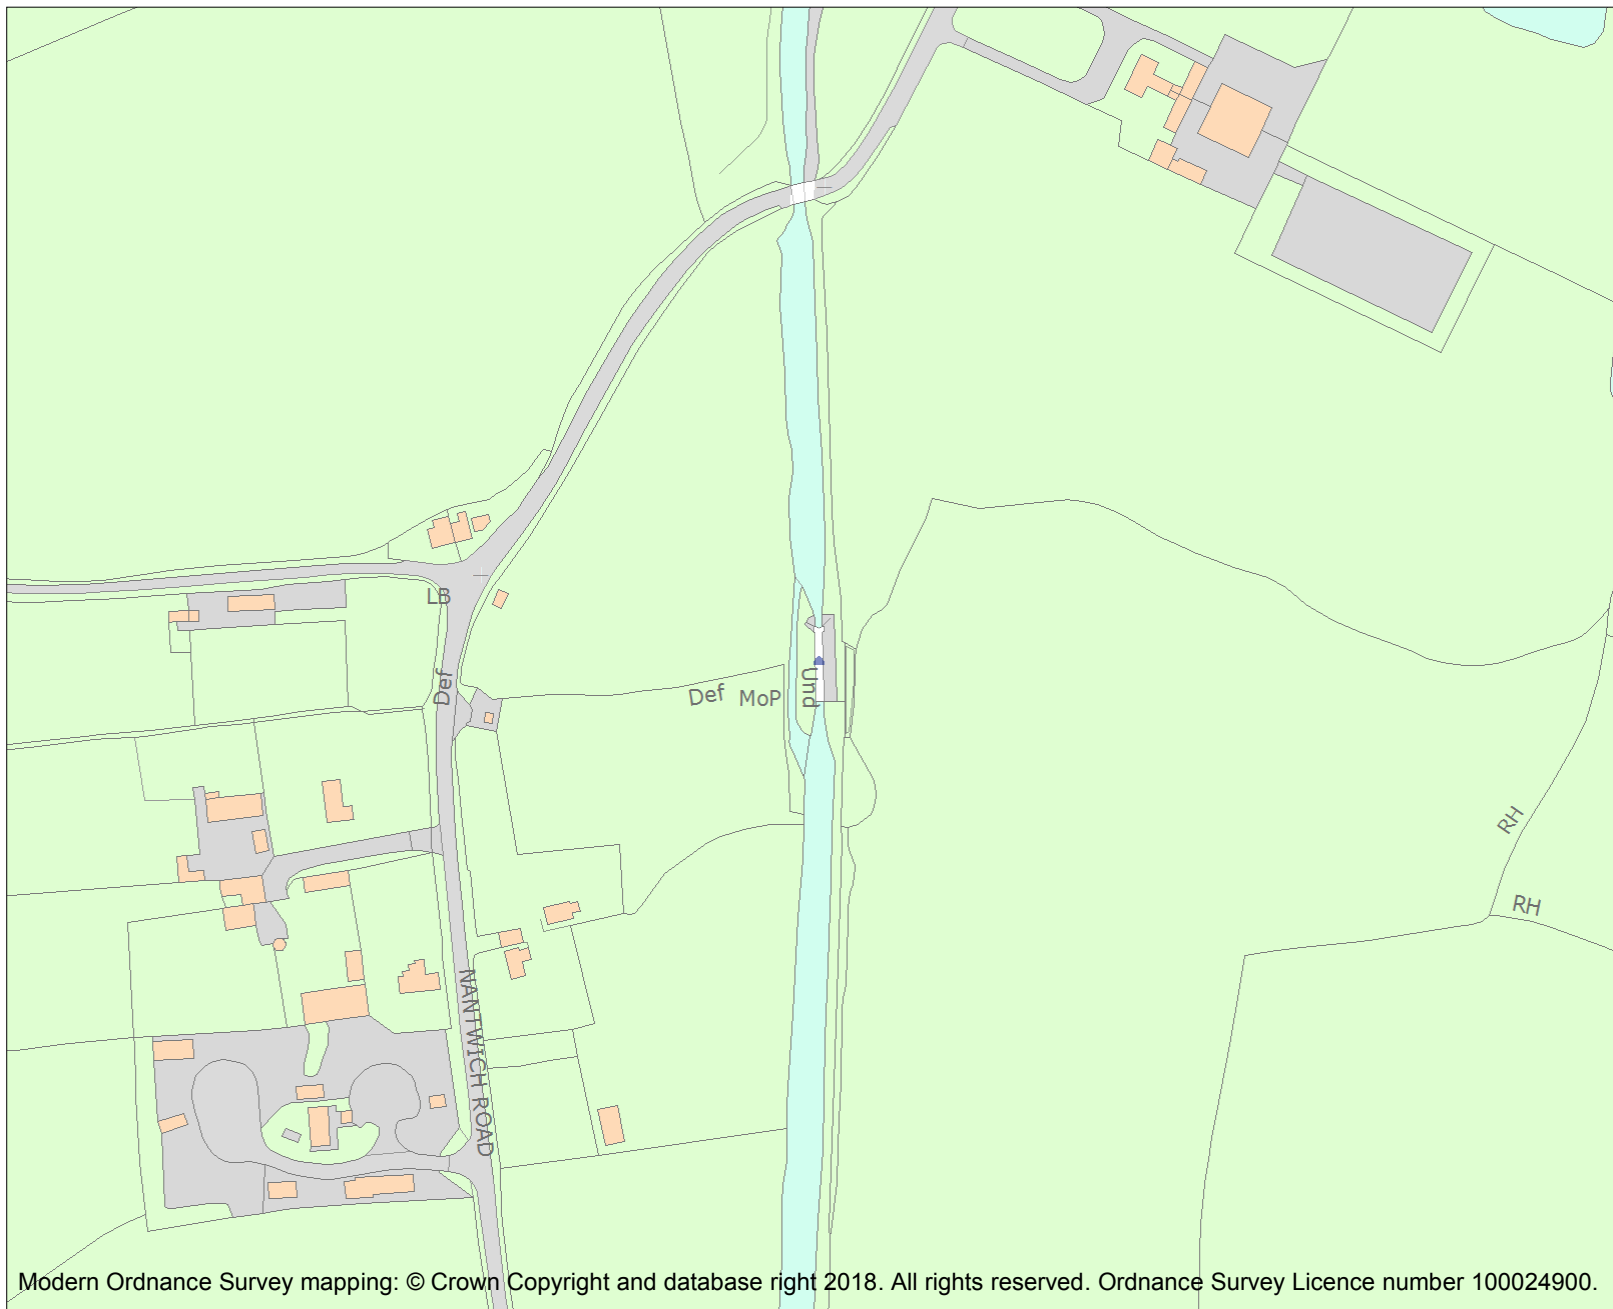 LB
Def
Def MoP
Und
RH
RH
NANTWICH ROAD
Modern Ordnance Survey mapping: © Crown Copyright and database right 2018. All rights reserved. Ordnance Survey Licence number 100024900.